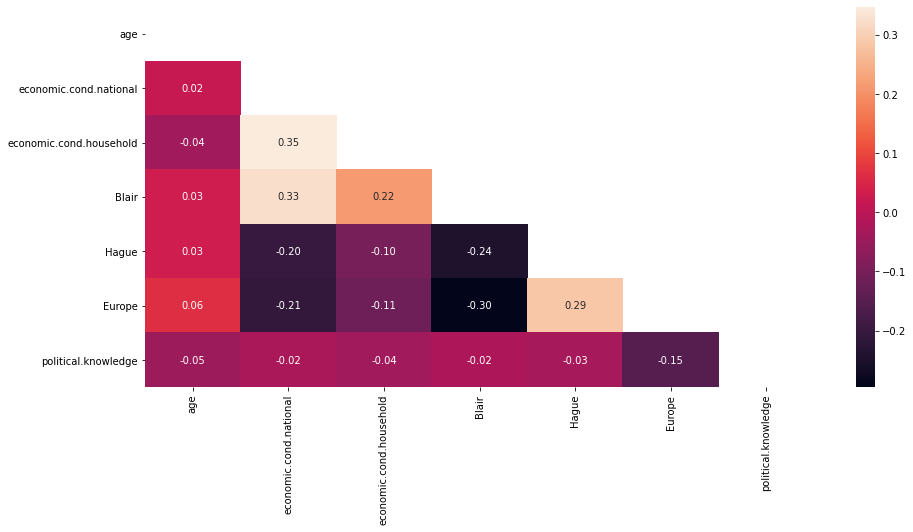 age
economic.cond.national 0.02
economic.cond.household -0.04 0.35
Blair 0.03 0.33 0.22
Hague 0.03 -0.20 -0.10 -0.24
Europe 0.06 -0.21 -0.11 -0.30 0.29
political.knowledge -0.05 -0.02 -0.04 -0.02 -0.03 -0.15
age
economic.cond.national
economic.cond.household
Blair
Hague
Europe
political.knowledge
0.3
0.2
0.1
0.0
−0.1
−0.2